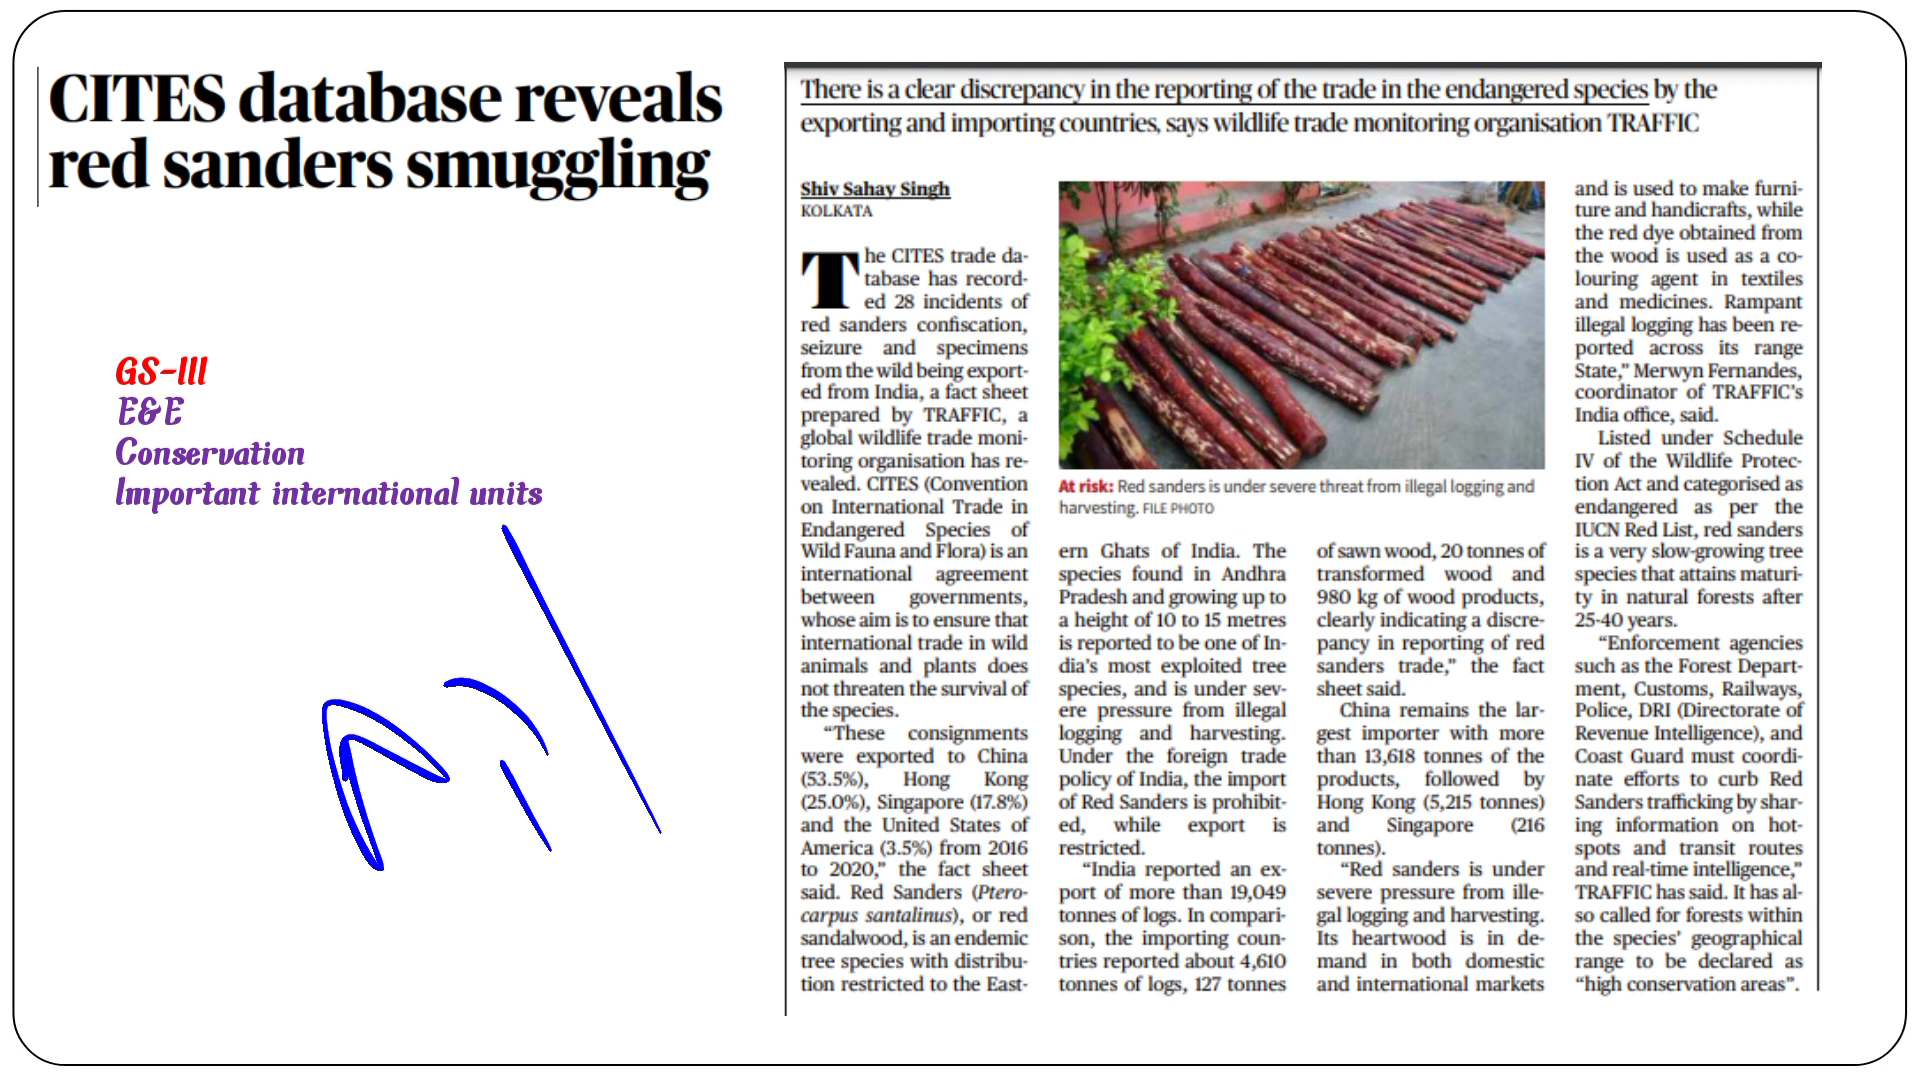 CITES database reveals
red sanders smuggling
GS-III
E&E
Conservation
Important international units
There is a clear discrepancy in the reporting of the trade in the endangered species by the
exporting and importing countries, says wildlife trade monitoring organisation TRAFFIC
Shiv Sahay Singh
KOLKATA
The CITES trade da-
tabase has record-
ed 28 incidents of
red sanders confiscation,
seizure and specimens
from the wild being export-
ed from India, a fact sheet
prepared by TRAFFIC, a
global wildlife trade moni-
toring organisation has re-
vealed. CITES (Convention
on International Trade in
Endangered Species of
Wild Fauna and Flora) is an
international agreement
between governments,
whose aim is to ensure that
international trade in wild
animals and plants does
not threaten the survival of
the species.
“These consignments
were exported to China
(53.5%), Hong Kong
(25.0%), Singapore (17.8%)
and the United States of
America (3.5%) from 2016
to 2020,” the fact sheet
said. Red Sanders (Ptero-
carpus santalinus), or red
sandalwood, is an endemic
tree species with distribu-
tion restricted to the East-
At risk: Red sanders is under severe threat from illegal logging and
harvesting. FILE PHOTO
ern Ghats of India. The
species found in Andhra
Pradesh and growing up to
a height of 10 to 15 metres
is reported to be one of In-
dia’s most exploited tree
species, and is under sev-
ere pressure from illegal
logging and harvesting.
Under the foreign trade
policy of India, the import
of Red Sanders is prohibit-
ed, while export is
restricted.
“India reported an ex-
port of more than 19,049
tonnes of logs. In compari-
son, the importing coun-
tries reported about 4,610
tonnes of logs, 127 tonnes
of sawn wood, 20 tonnes of
transformed wood and
980 kg of wood products,
clearly indicating a discre-
pancy in reporting of red
sanders trade,” the fact
sheet said.
China remains the lar-
gest importer with more
than 13,618 tonnes of the
products, followed by
Hong Kong (5,215 tonnes)
and Singapore (216
tonnes).
“Red sanders is under
severe pressure from ille-
gal logging and harvesting.
Its heartwood is in de-
mand in both domestic
and international markets
and is used to make furni-
ture and handicrafts, while
the red dye obtained from
the wood is used as a co-
louring agent in textiles
and medicines. Rampant
illegal logging has been re-
ported across its range
State,” Merwyn Fernandes,
coordinator of TRAFFIC’s
India office, said.
Listed under Schedule
IV of the Wildlife Protec-
tion Act and categorised as
endangered as per the
IUCN Red List, red sanders
is a very slow-growing tree
species that attains maturi-
ty in natural forests after
25-40 years.
“Enforcement agencies
such as the Forest Depart-
ment, Customs, Railways,
Police, DRI (Directorate of
Revenue Intelligence), and
Coast Guard must coordi-
nate efforts to curb Red
Sanders trafficking by shar-
ing information on hot-
spots and transit routes
and real-time intelligence,”
TRAFFIC has said. It has al-
so called for forests within
the species’ geographical
range to be declared as
“high conservation areas”.